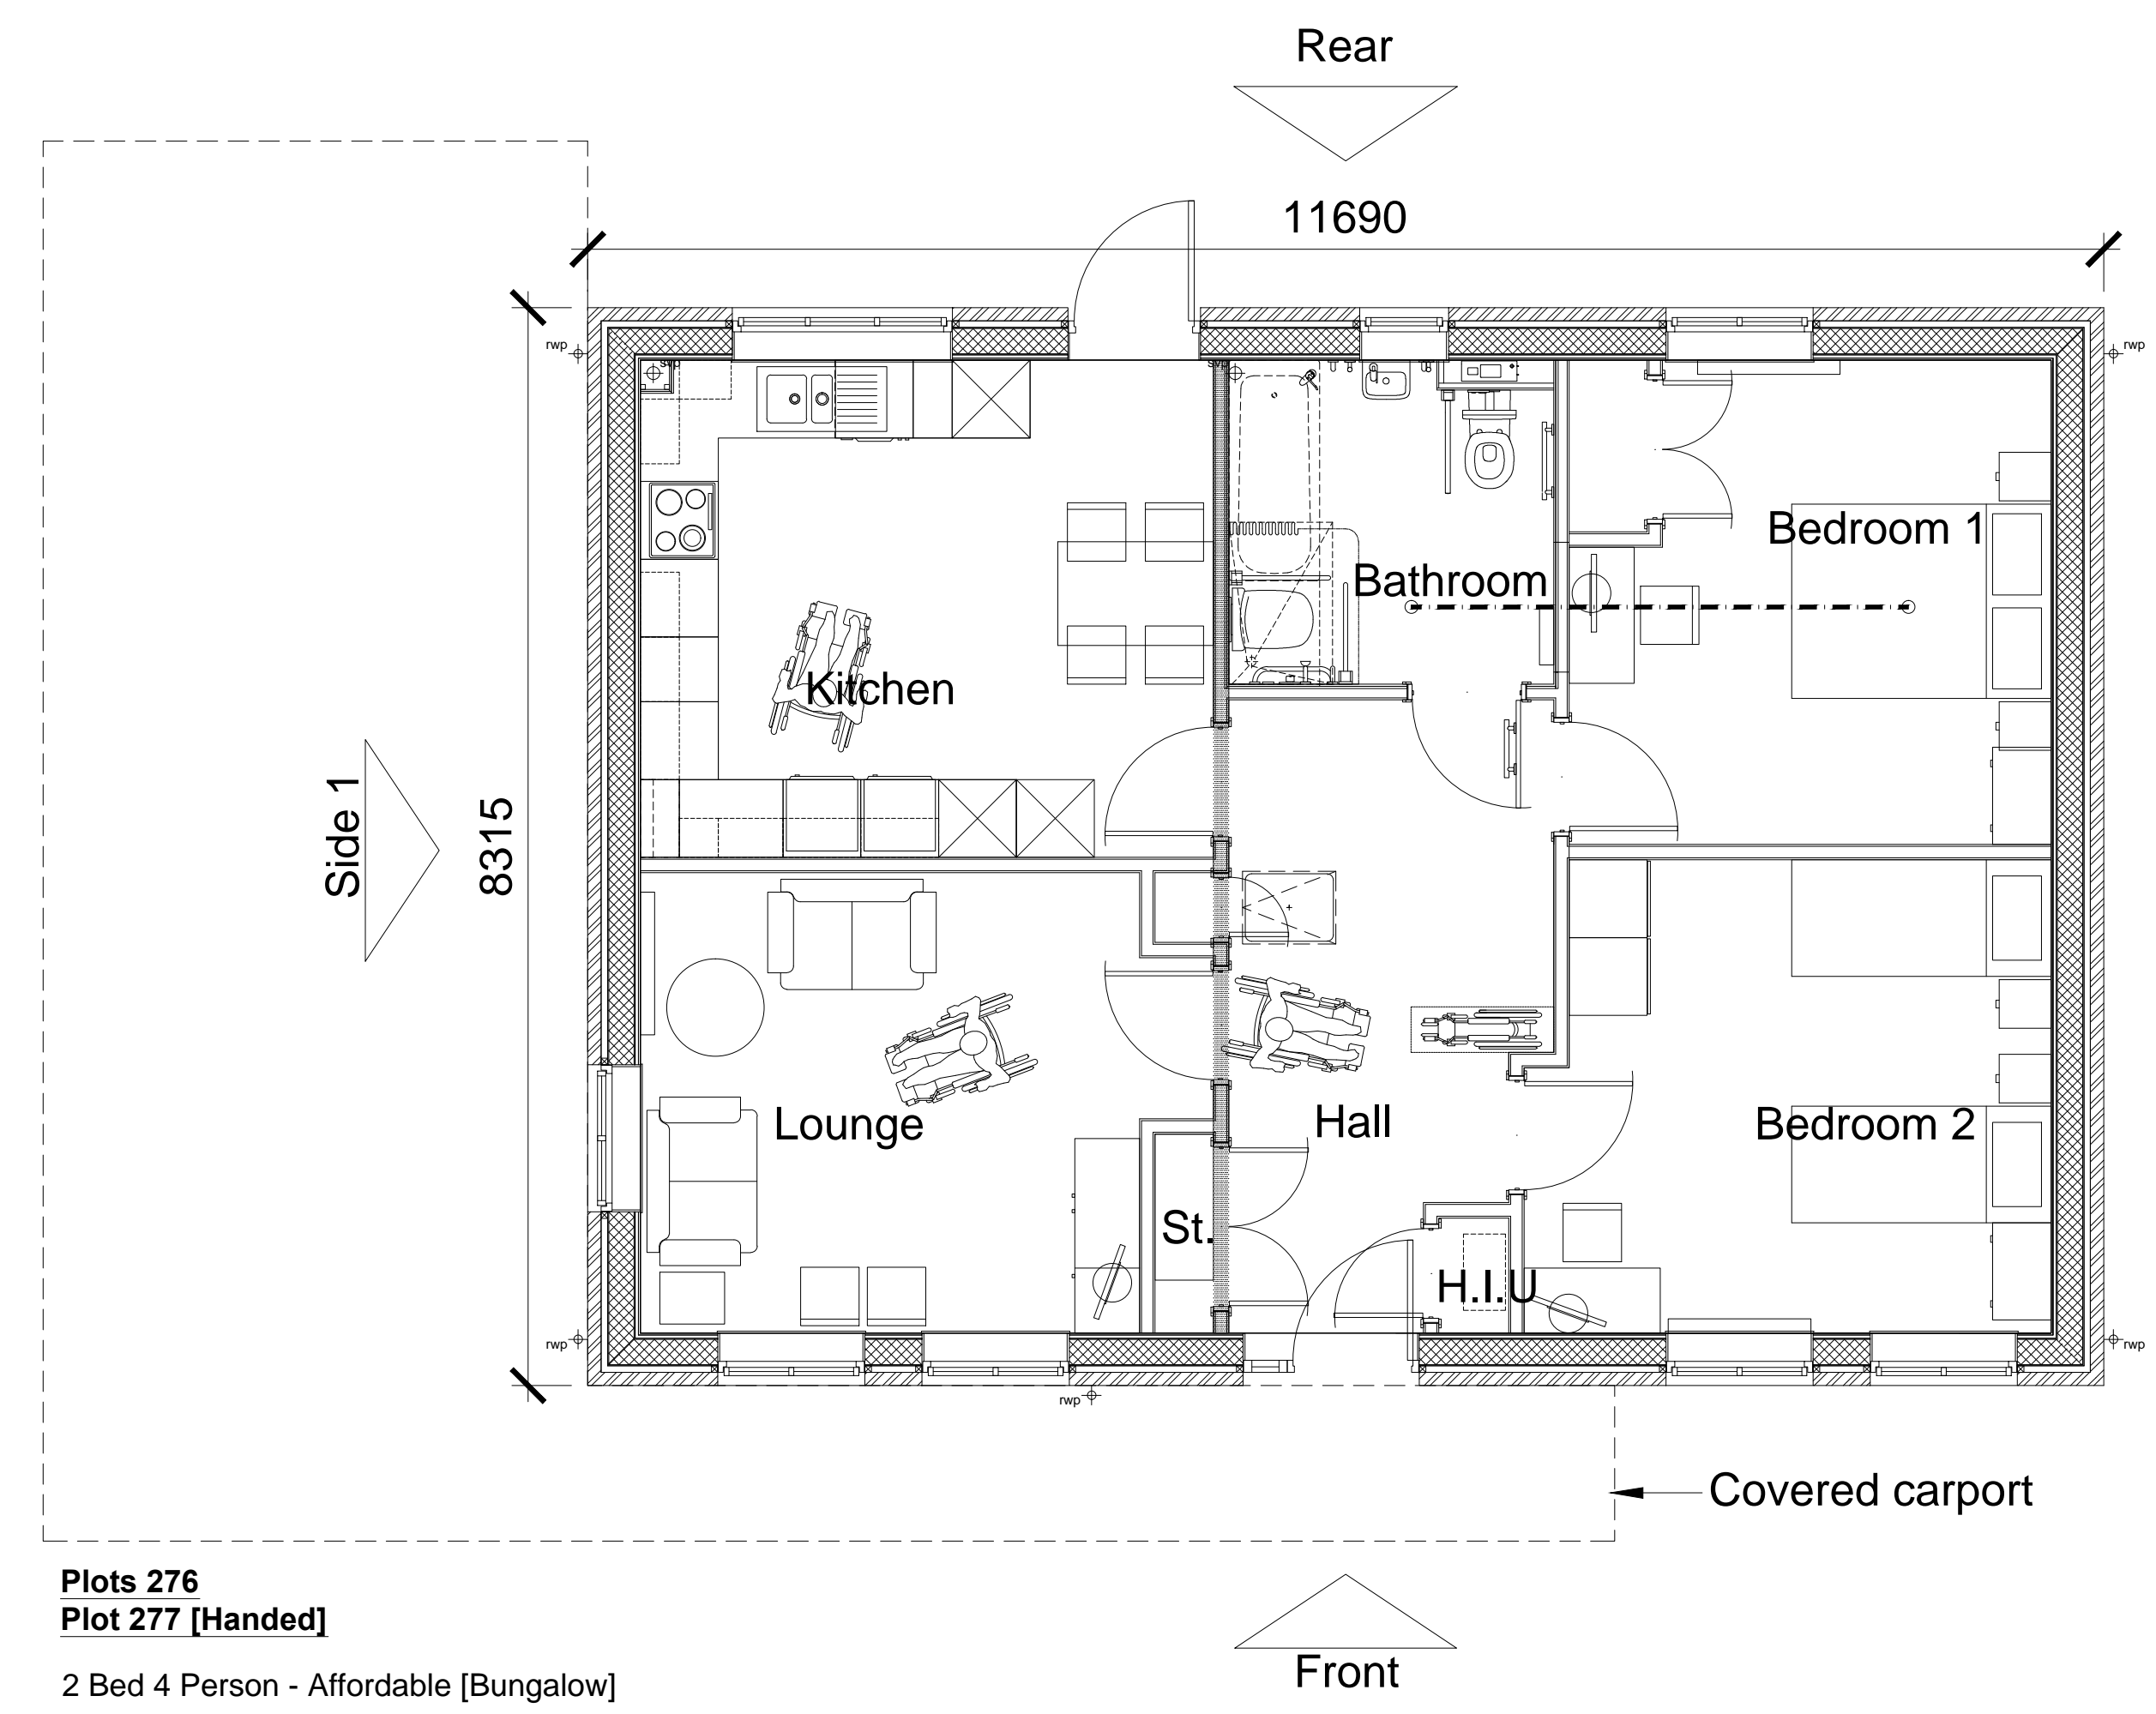 Rear
11690
rwp
rwp
svp
svp
Bedroom 1
Bathroom
Kitchen
Side 1
8315
Lounge
Hall
Bedroom 2
St.
H.I.U
rwp
rwp
rwp
Covered carport
Plots 276
Plot 277 [Handed]
Front
2 Bed 4 Person - Affordable [Bungalow]